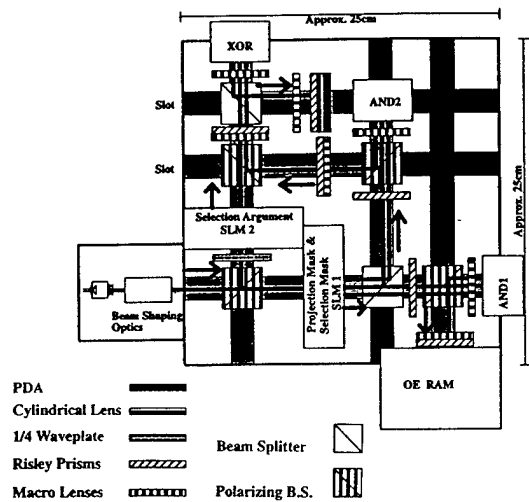 Approx. 25cm
XOR
Slot
AND2
Slot
Approx. 25cm
Selection Argument
SLM 2
Projection Mask &
Selection Mask
SLM 1
AND1
Beam Shaping
Optics
OE RAM
PDA
Cylindrical Lens
1/4 Waveplate
Risley Prisms
Macro Lenses
Beam Splitter
Polarizing B.S.